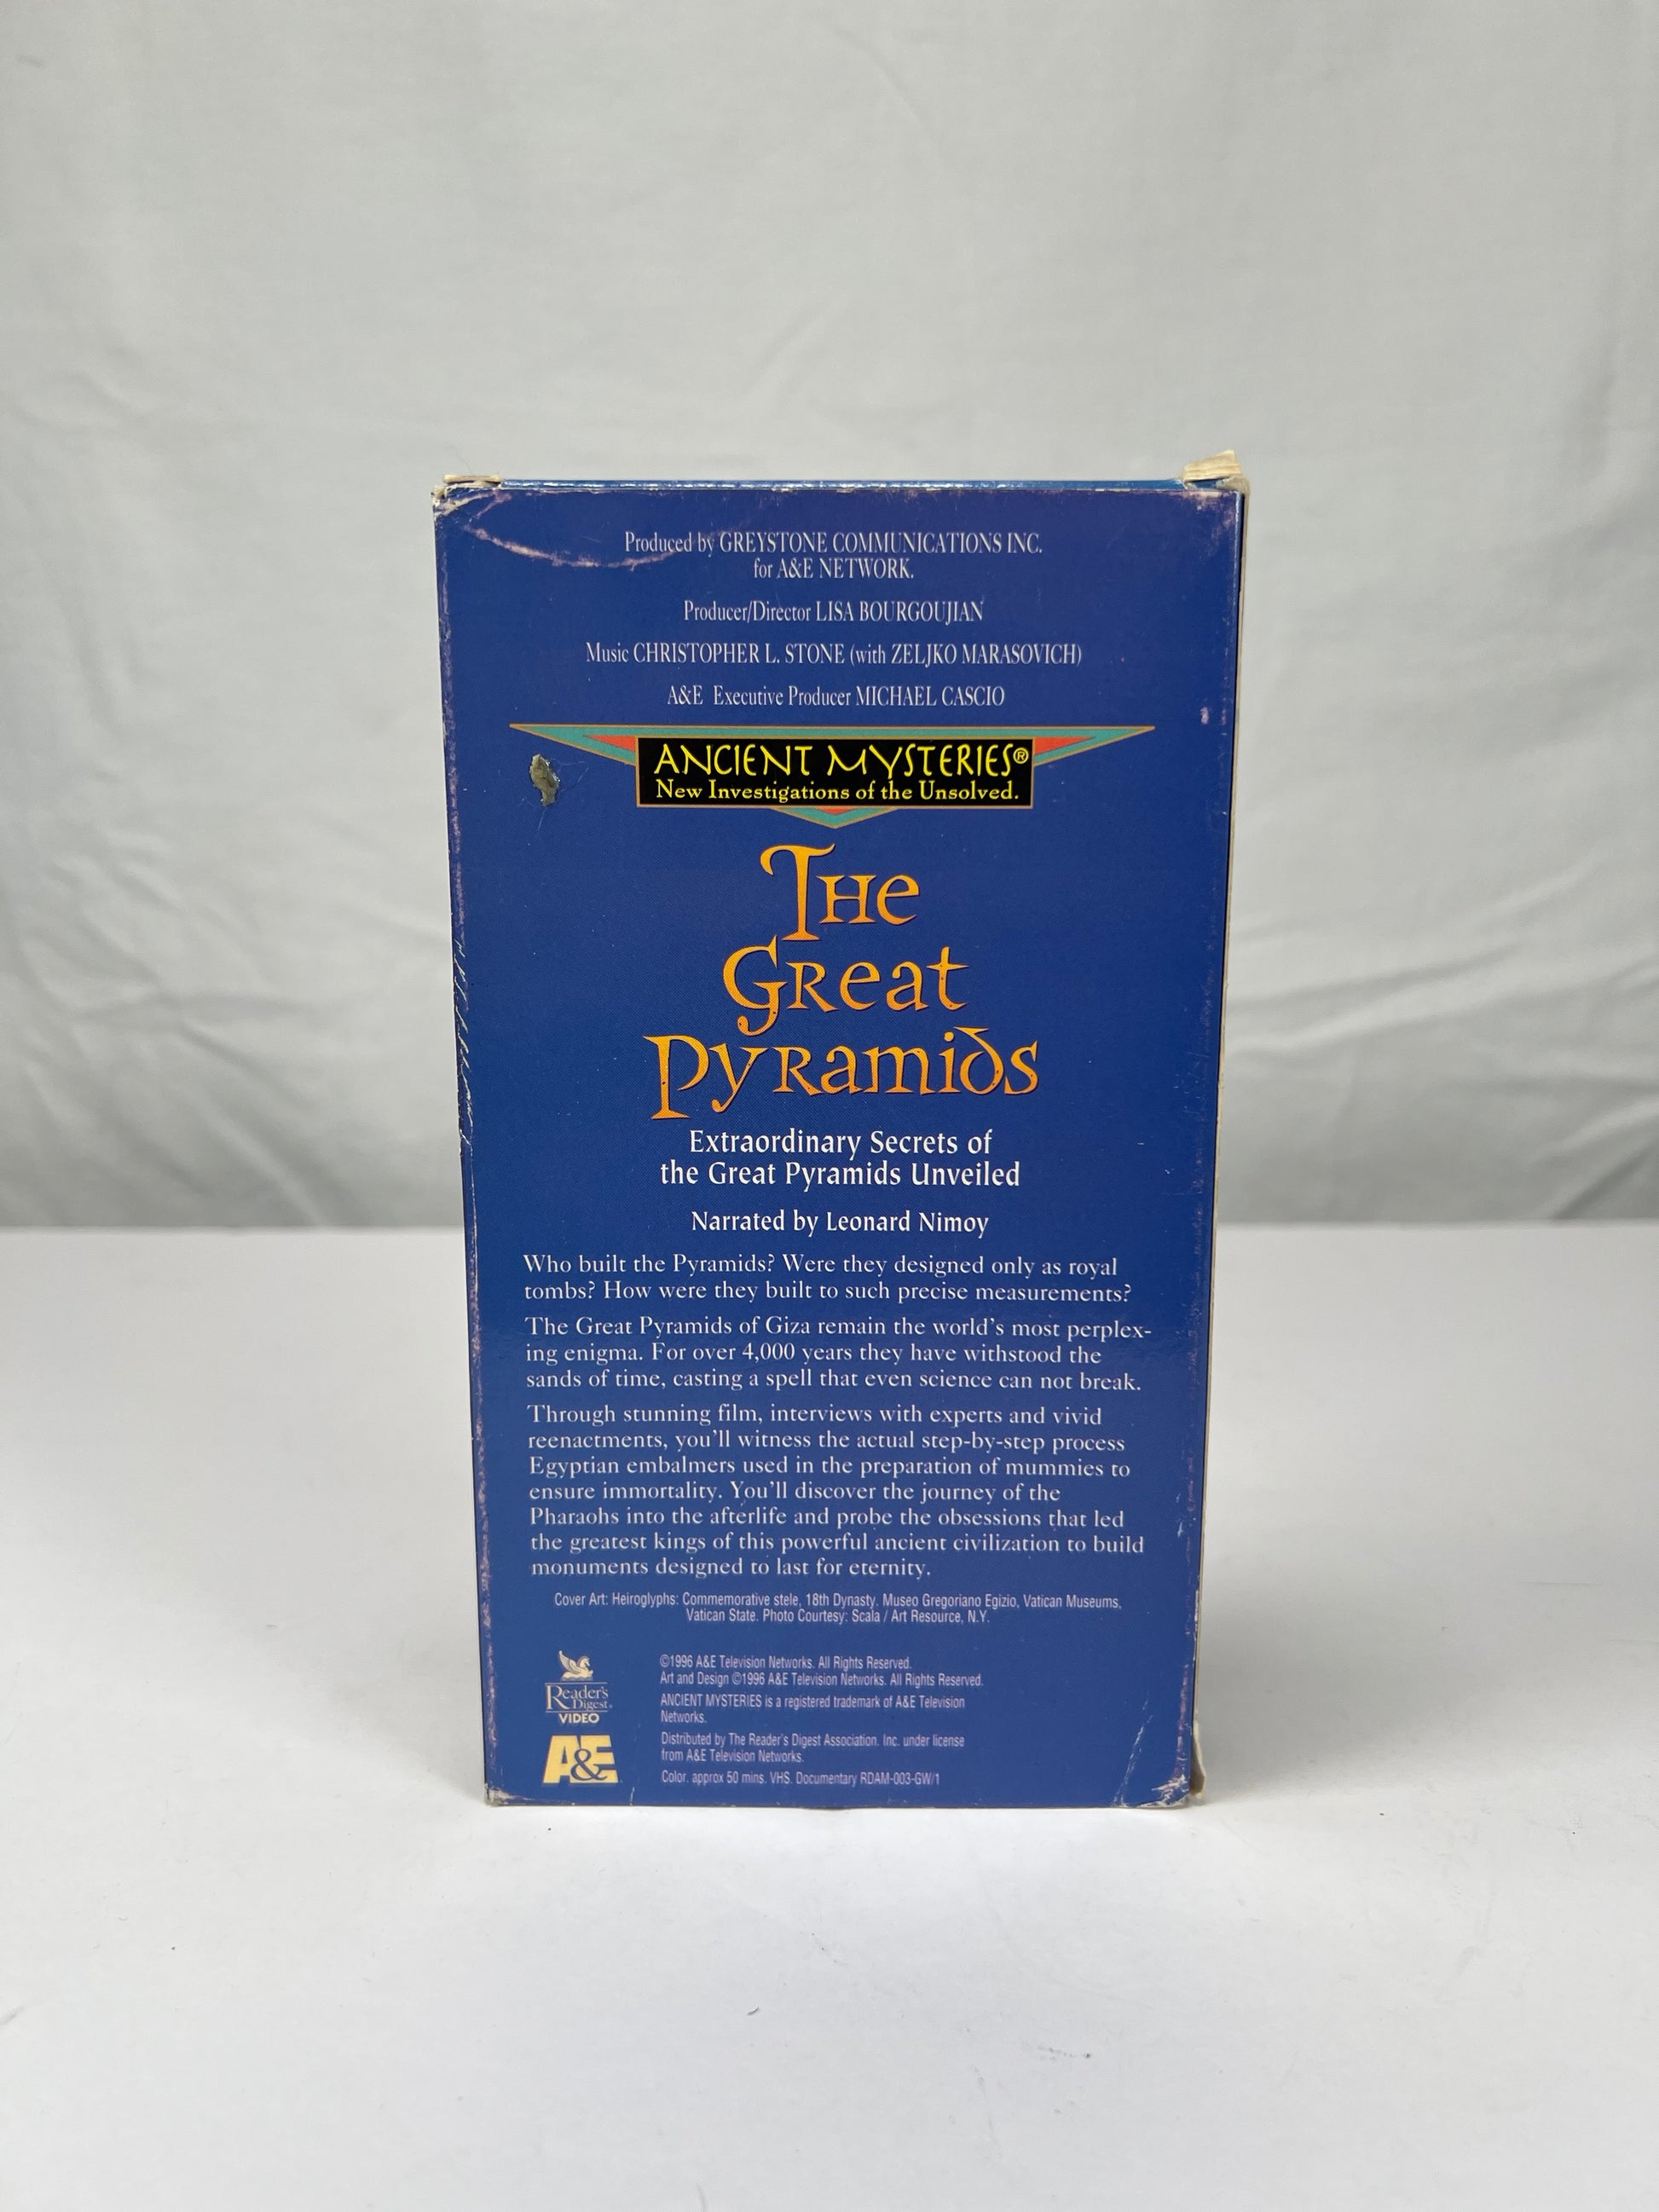 Produced by GREYSTONE COMMUNICATIONS INC.
for A&E NETWORK.
Producer/Director LISA BOURGOUJIAN
Music CHRISTOPHER L. STONE (with ZELJKO MARASOVICH)
A&E Executive Producer MICHAEL CASCIO
ANCIENT MYSTERIES®
New Investigations of the Unsolved.
The
Great
Pyramids
Extraordinary Secrets of
the Great Pyramids Unveiled
Narrated by Leonard Nimoy
Who built the Pyramids? Were they designed only as royal
tombs? How were they built to such precise measurements?
The Great Pyramids of Giza remain the world's most perplex-
ing enigma. For over 4,000 years they have withstood the
sands of time, casting a spell that even science can not break.
Through stunning film, interviews with experts and vivid
reenactments, you'll witness the actual step-by-step process
Egyptian embalmers used in the preparation of mummies to
ensure immortality. You'll discover the journey of the
Pharaohs into the afterlife and probe the obsessions that led
the greatest kings of this powerful ancient civilization to build
monuments designed to last for eternity.
Cover Art: Heiroglyphs: Commemorative stele, 18th Dynasty. Museo Gregoriano Egizio, Vatican Museums,
Vatican State. Photo Courtesy: Scala / Art Resource, N.Y.
Reader's
Digest
VIDEO
A&E
©1996 A&E Television Networks. All Rights Reserved.
Art and Design ©1996 A&E Television Networks. All Rights Reserved.
ANCIENT MYSTERIES is a registered trademark of A&E Television
Networks.
Distributed by The Reader's Digest Association. Inc. under license
from A&E Television Networks.
Color. approx 50 mins. VHS. Documentary RDAM-003-GW/1